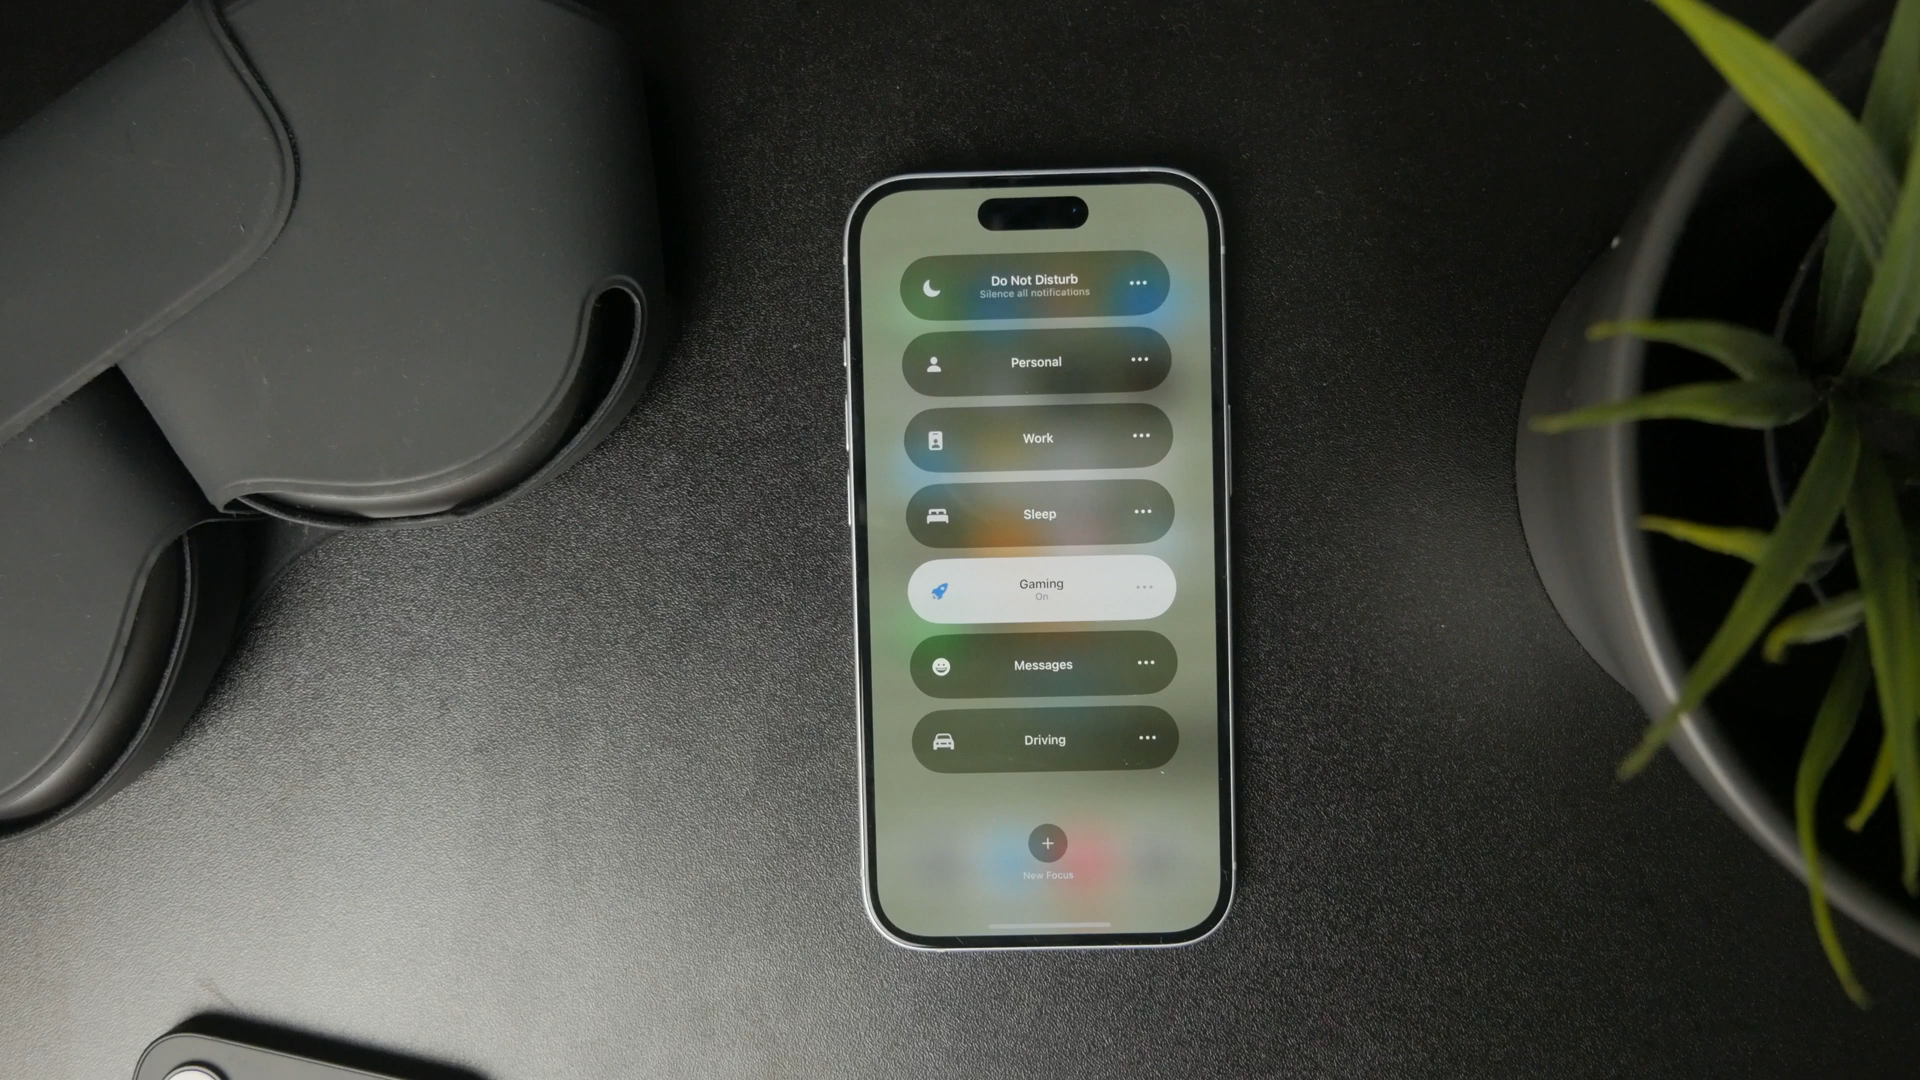 Do Not Disturb
Silence all notifications
Personal
Work
Sleep
Gaming
On
Messages
Driving
New Focus